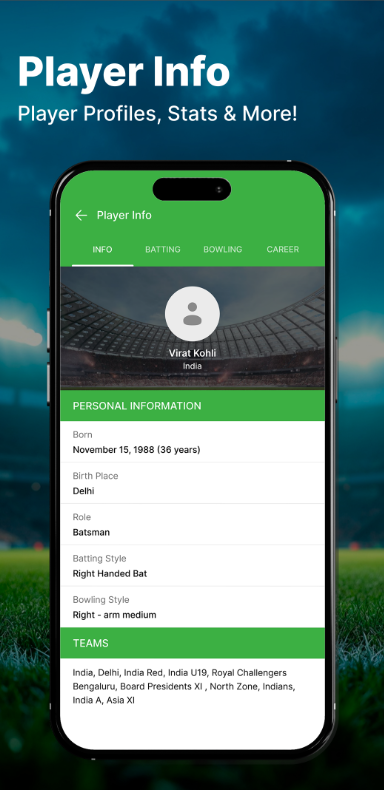 Player Info
Player Profiles, Stats & More!
Player Info
INFO BATTING BOWLING CAREER
Virat Kohli
India
PERSONAL INFORMATION
Born
November 15, 1988 (36 years)
Birth Place
Delhi
Role
Batsman
Batting Style
Right Handed Bat
Bowling Style
Right - arm medium
TEAMS
India, Delhi, India Red, India U19, Royal Challengers
Bengaluru, Board Presidents XI , North Zone, Indians,
India A, Asia XI